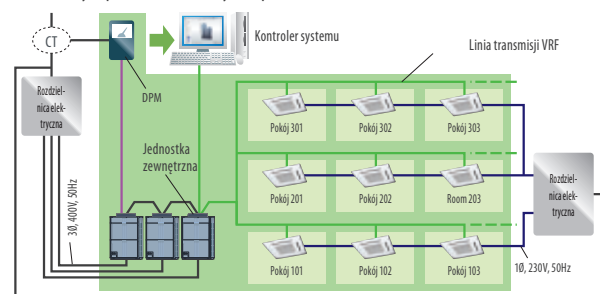 CT
Kontroler systemu
Linia transmisji VRF
DPM
Rozdziel-
nica elek-
tryczna
Jednostka
zewnętrzna
3Ø, 400V, 50Hz
Pokój 301
Pokój 302
Pokój 303
Pokój 201
Pokój 202
Room 203
Pokój 101
Pokój 102
Pokój 103
Rozdziel-
nica elek-
tryczna
1Ø, 230V, 50Hz